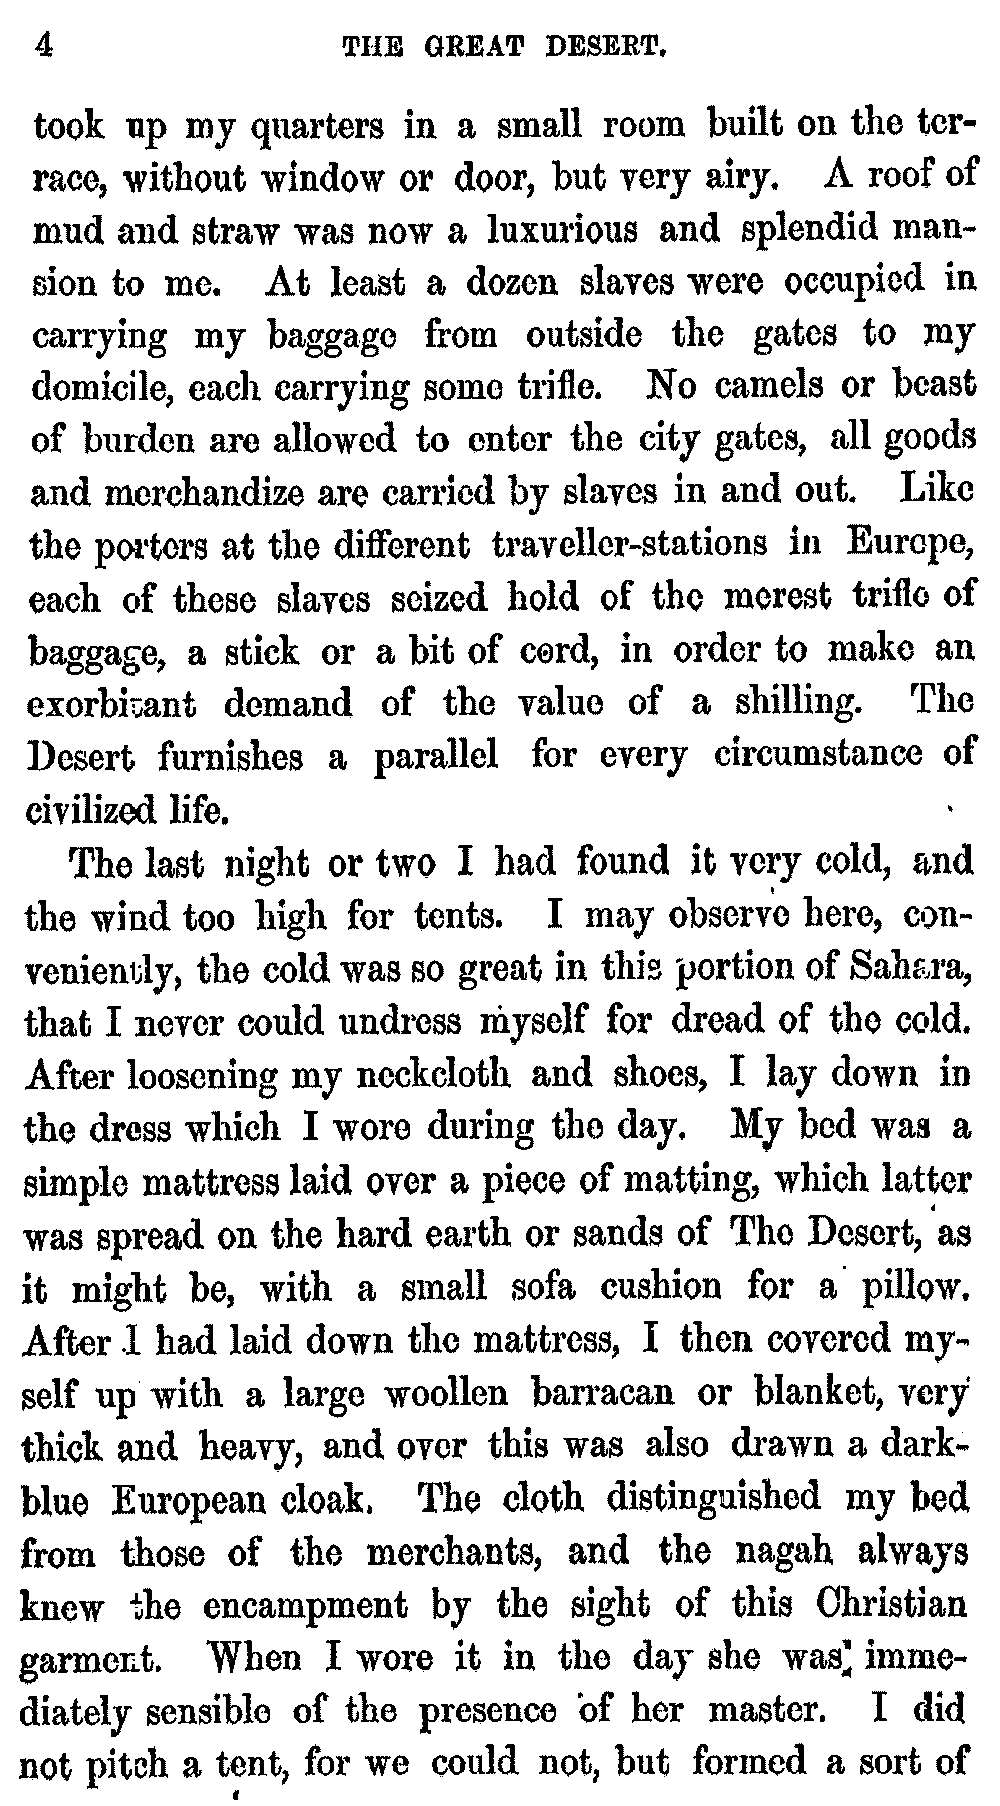 4 THE GREAT DESERT.
took up my quarters in a small room built on the ter-
race, without window or door, but very airy. A roof of
mud and straw was now a luxurious and splendid man-
sion to me. At least a dozen slaves were occupied in
carrying my baggage from outside the gates to my
domicile, each carrying some trifle. No camels or beast
of burden are allowed to enter the city gates, all goods
and merchandize are carried by slaves in and out. Like
the porters at the different traveller-stations in Europe,
each of these slaves seized hold of the merest trifle of
baggage, a stick or a bit of cord, in order to make an
exorbitant demand of the value of a shilling. The
Desert furnishes a parallel for every circumstance of
civilized life.
The last night or two I had found it very cold, and
the wind too high for tents. I may observe here, con-
veniently, the cold was so great in this portion of Sahara,
that I never could undress myself for dread of the cold.
After loosening my neckcloth and shoes, I lay down in
the dress which I wore during the day. My bed was a
simple mattress laid over a piece of matting, which latter
was spread on the hard earth or sands of The Desert, as
it might be, with a small sofa cushion for a pillow.
After I had laid down the mattress, I then covered my-
self up with a large woollen barracan or blanket, very
thick and heavy, and over this was also drawn a dark-
blue European cloak. The cloth distinguished my bed
from those of the merchants, and the nagah always
knew the encampment by the sight of this Christian
garment. When I wore it in the day she was imme-
diately sensible of the presence of her master. I did
not pitch a tent, for we could not, but formed a sort of